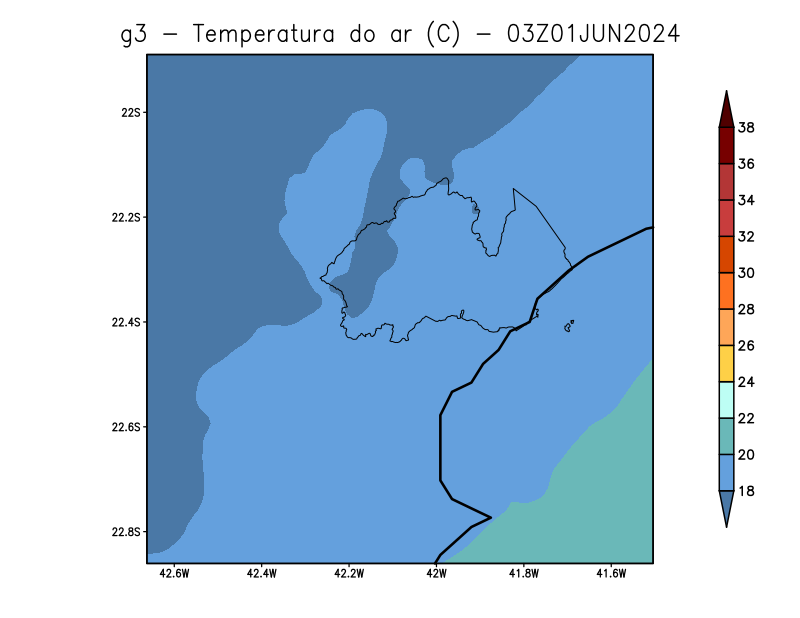 g3 - Temperatura do ar (C) - 03Z01JUN2024
22S
22.2S
22.4S
22.6S
22.8S
42.6W
42.4W
42.2W
42W
41.8W
41.6W
38
36
34
32
30
28
26
24
22
20
18